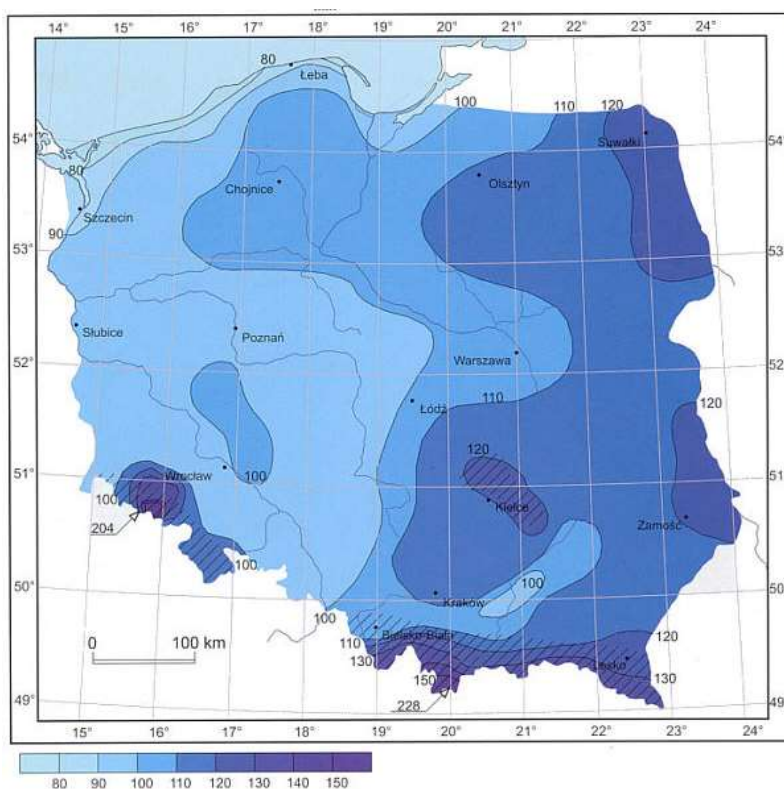 14° 15° 16° 17° 18° 19° 20° 21° 22° 23° 24°
80
Łeba
100 110 120
54° 54°
Suwałki
80
Chojnice Olsztyn
Szczecin
90
53° 53°
Słubice Poznań
52° Warszawa 52°
Łódź 110
120
120
51° 51°
Wrocław
100 100
Kielce
204 Zamość
100
50° 100 50°
Kraków
100
0 100 km 110 Bielsko-Biała 120
130 Lesko
150 130
49° 228 49°
15° 16° 17° 18° 19° 20° 21° 22° 23° 24°
80 90 100 110 120 130 140 150